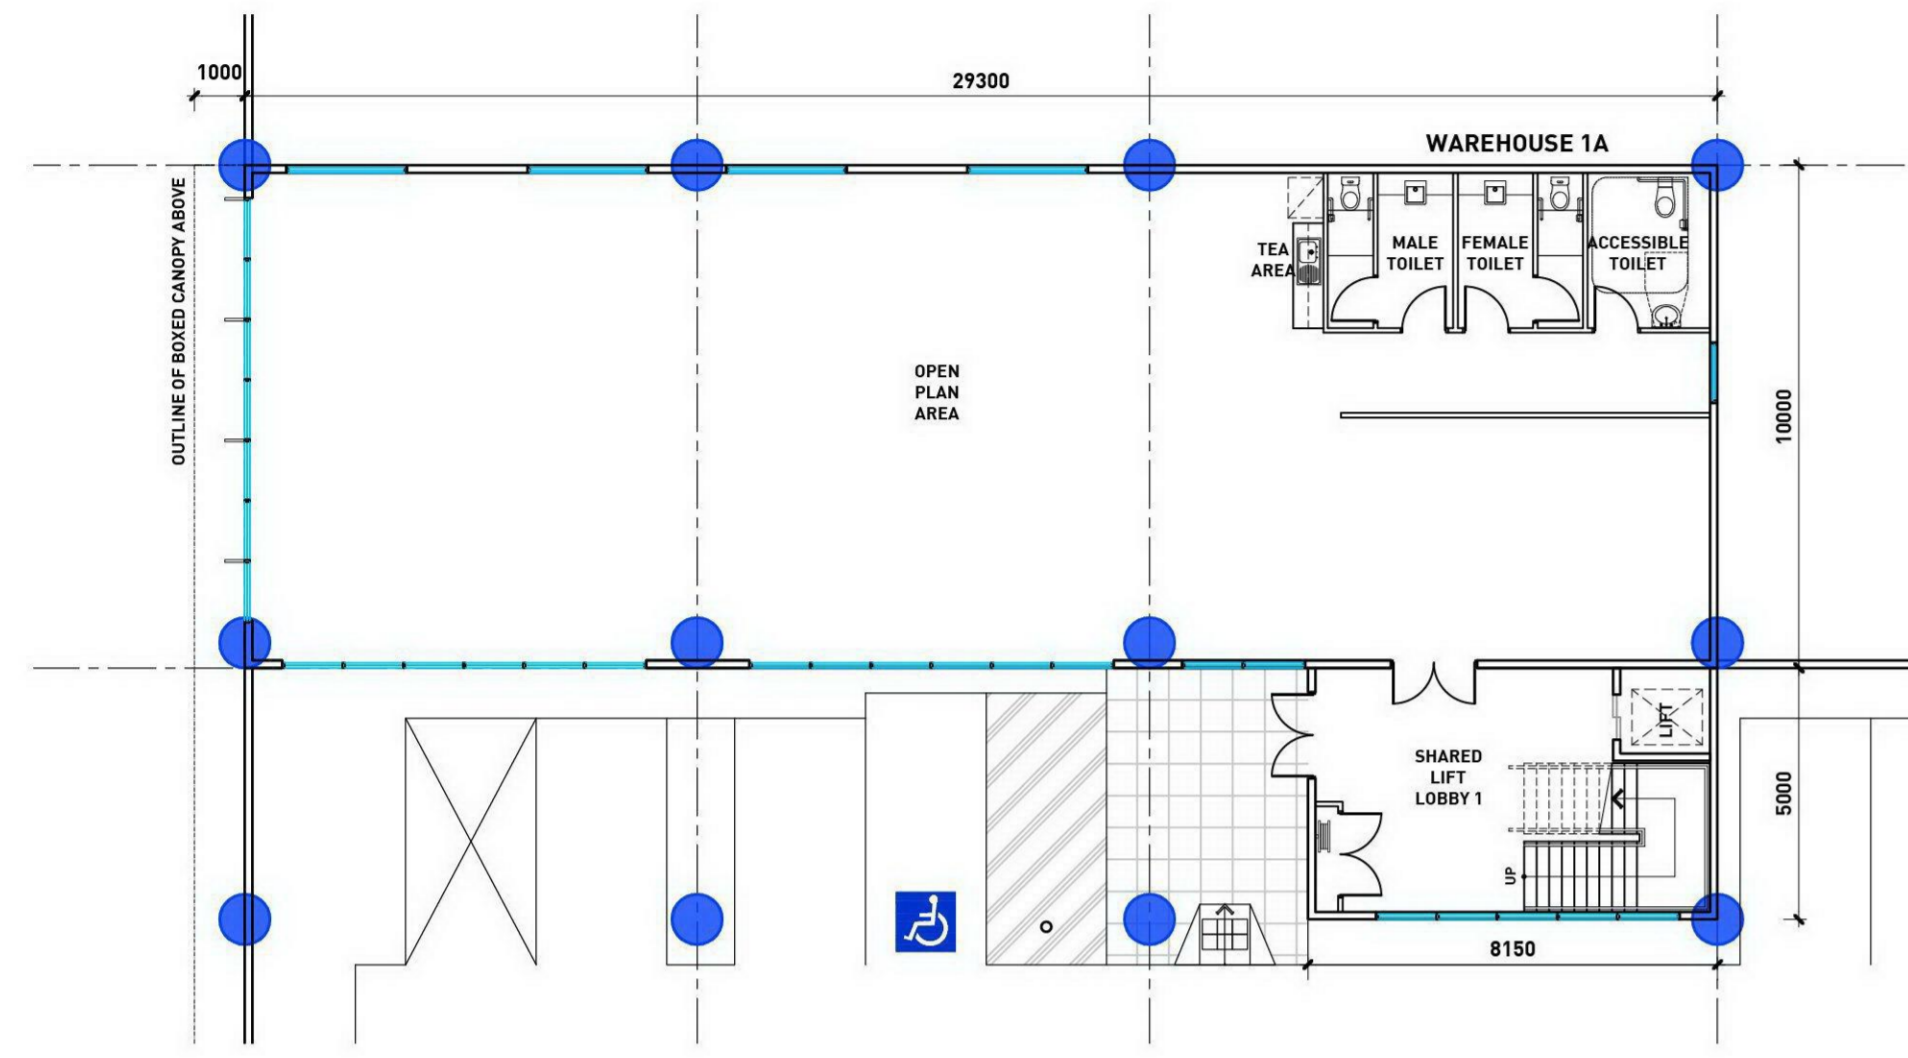 1000
29300
WAREHOUSE 1A
OUTLINE OF BOXED CANOPY ABOVE
TEA
AREA
MALE
TOILET
FEMALE
TOILET
ACCESSIBLE
TOILET
OPEN
PLAN
AREA
10000
LIFT
SHARED
LIFT
LOBBY 1
5000
UP
8150